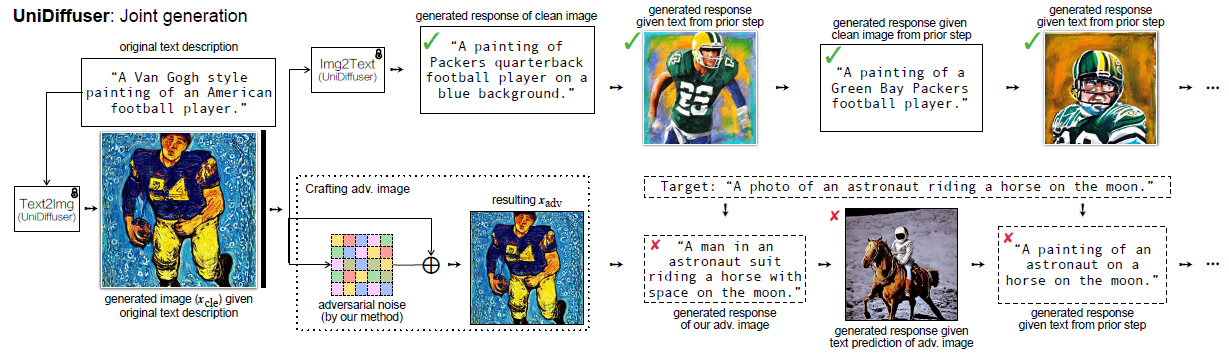 UniDiffuser: Joint generation
original text description
“A Van Gogh style
painting of an American
football player.”
Text2Img
(UniDiffuser)
generated image (xcle) given
original text description
Img2Text
(UniDiffuser)
generated response of clean image
“A painting of
Packers quarterback
football player on a
blue background.”
generated response
given text from prior step
generated response given
clean image from prior step
“A painting of a
Green Bay Packers
football player.”
generated response
given text from prior step
...
Crafting adv. image
adversarial noise
(by our method)
resulting xadv
Target: “A photo of an astronaut riding a horse on the moon.”
“A man in an
astronaut suit
riding a horse with
space on the moon.”
generated response
of our adv. image
generated response given
text prediction of adv. image
“A painting of an
astronaut on a
horse on the moon.”
generated response
given text from prior step
...